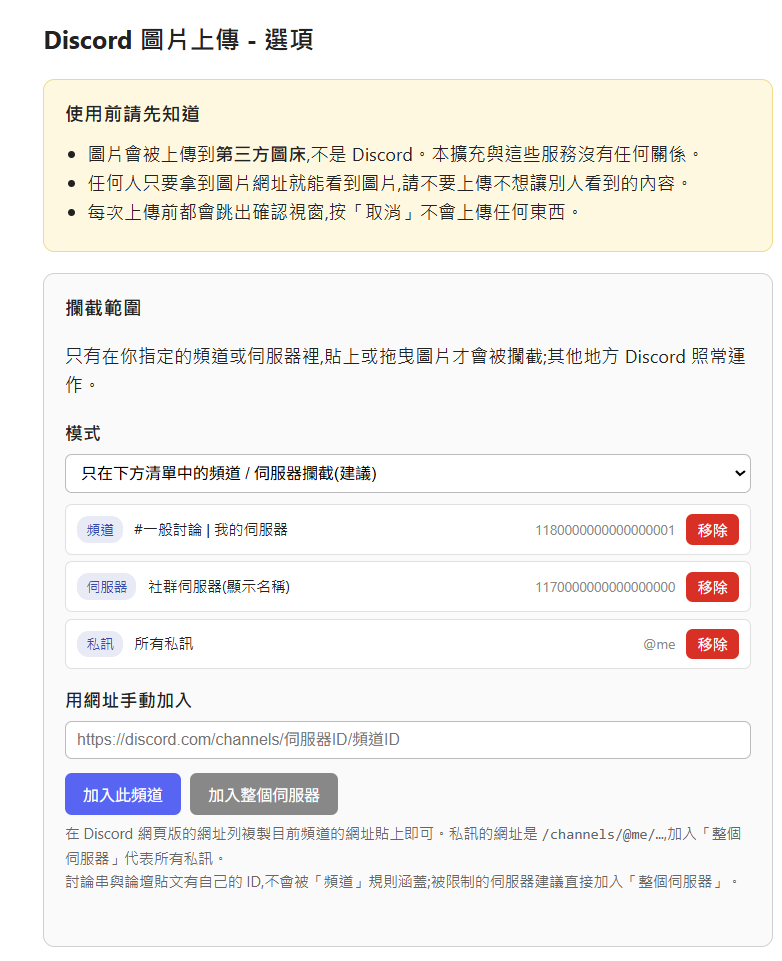 Discord 圖片上傳 - 選項
使用前請先知道
• 圖片會被上傳到第三方圖床,不是 Discord。本擴充與這些服務沒有任何關係。
• 任何人只要拿到圖片網址就能看到圖片,請不要上傳不想讓別人看到的內容。
• 每次上傳前都會跳出確認視窗,按「取消」不會上傳任何東西。
攔截範圍
只有在你指定的頻道或伺服器裡,貼上或拖曳圖片才會被攔截;其他地方 Discord 照常運
作。
模式
只在下方清單中的頻道 / 伺服器攔截(建議)
頻道 #一般討論 | 我的伺服器 1180000000000000001 移除
伺服器 社群伺服器(顯示名稱) 1170000000000000000 移除
私訊 所有私訊 @me 移除
用網址手動加入
https://discord.com/channels/伺服器ID/頻道ID
加入此頻道 加入整個伺服器
在 Discord 網頁版的網址列複製目前頻道的網址貼上即可。私訊的網址是 /channels/@me/…,加入「整個
伺服器」代表所有私訊。
討論串與論壇貼文有自己的 ID,不會被「頻道」規則涵蓋;被限制的伺服器建議直接加入「整個伺服器」。